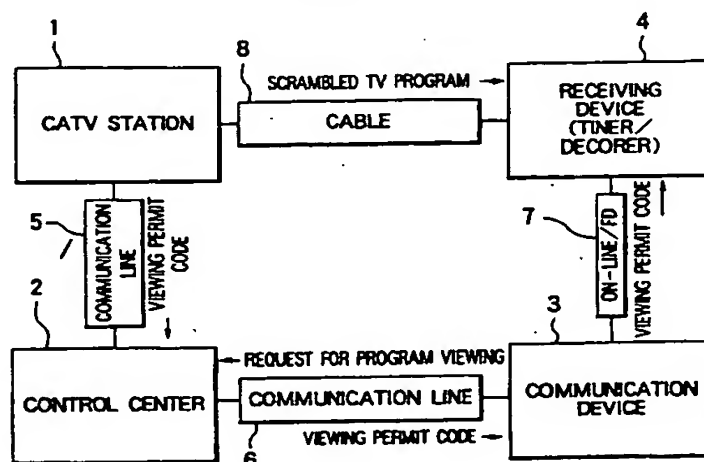 1
8
4
SCRAMBLED TV PROGRAM →
CATV STATION
CABLE
RECEIVING
DEVICE
(TINER/
DECORER)
5
COMMUNICATION
LINE
VIEWING PERMIT
CODE
7
ON-LINE/FD
VIEWING PERMIT CODE
2
3
← REQUEST FOR PROGRAM VIEWING
CONTROL CENTER
COMMUNICATION LINE
COMMUNICATION
DEVICE
6
VIEWING PERMIT CODE →